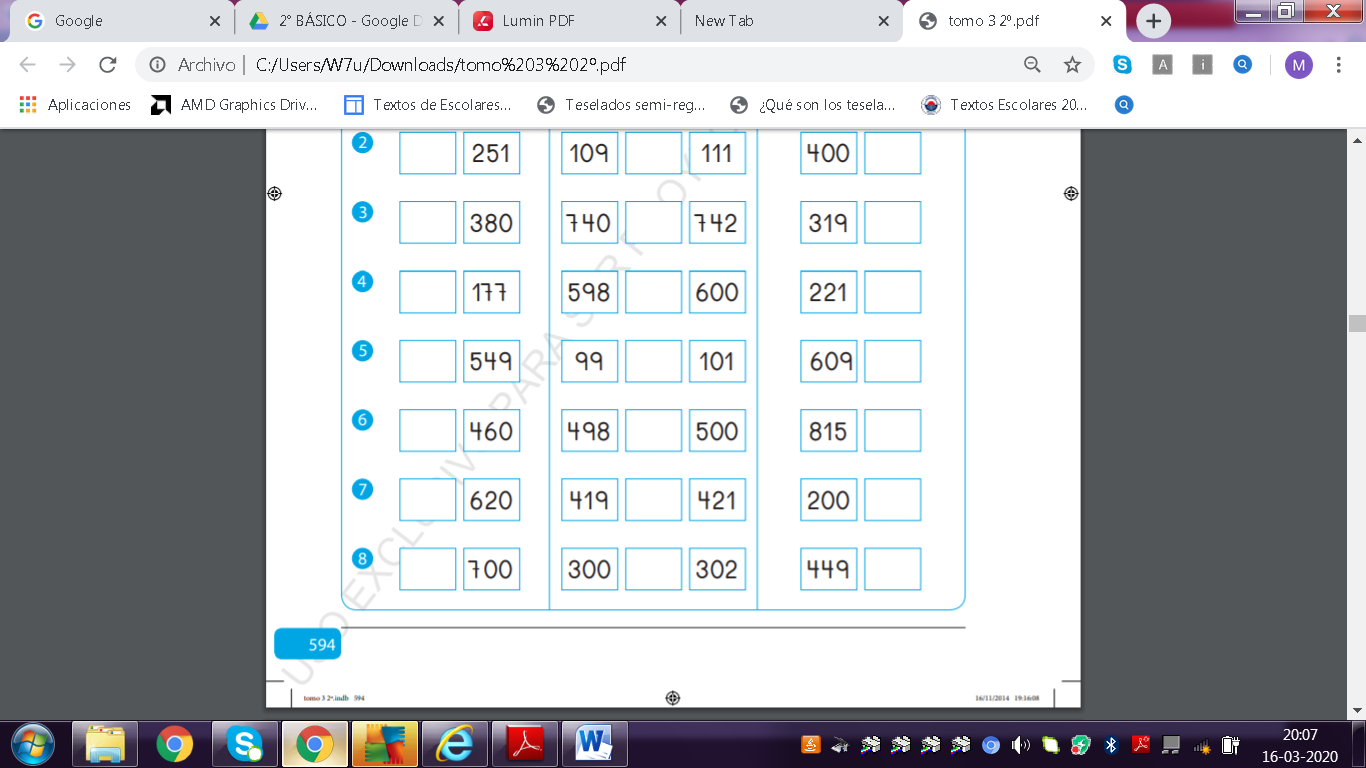 Google
2° BÁSICO - Google D
Lumin PDF
New Tab
tomo 3 2º.pdf
Archivo
C:/Users/W7u/Downloads/tomo%203%202º.pdf
M
Aplicaciones
AMD Graphics Driv...
Textos de Escolares...
Teselados semi-reg...
¿Qué son los tesela...
Textos Escolares 20...
2 251 109 111 400
3 380 740 742 319
4 177 598 600 221
5 549 99 101 609
6 460 498 500 815
7 620 419 421 200
8 700 300 302 449
594
tomo 3 2º.indb 594
16/11/2014 19:16:08
20:07
16-03-2020